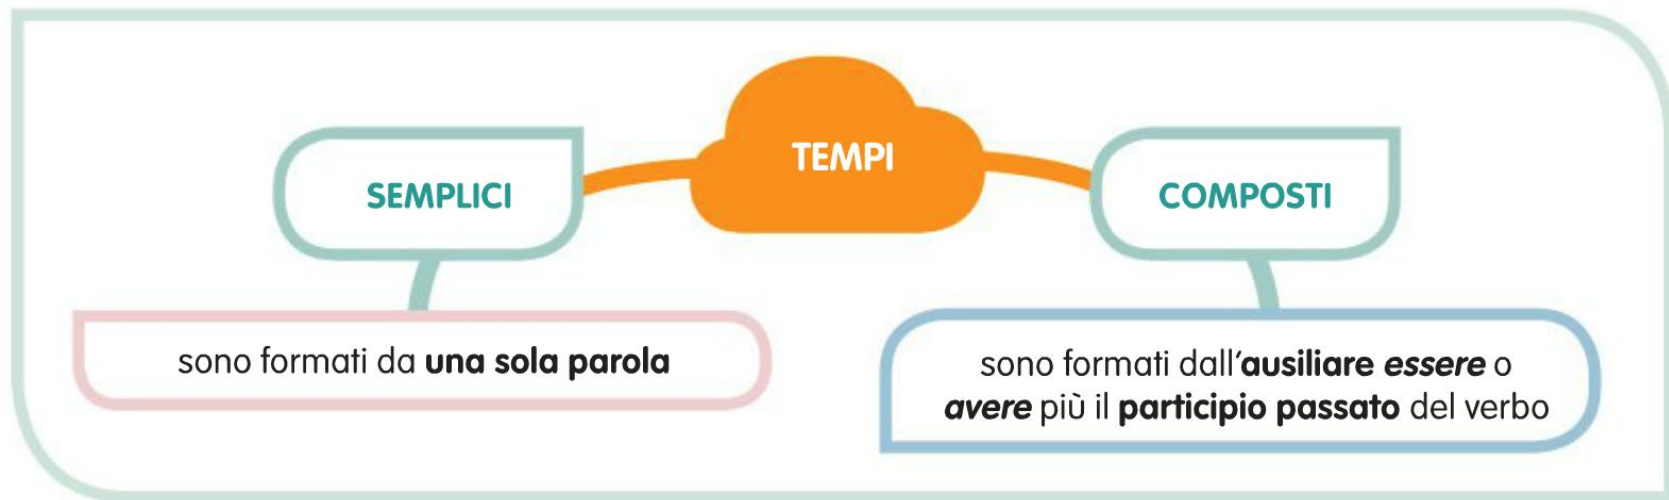 TEMPI
SEMPLICI
COMPOSTI
sono formati da una sola parola
sono formati dall'ausiliare essere o
avere più il participio passato del verbo